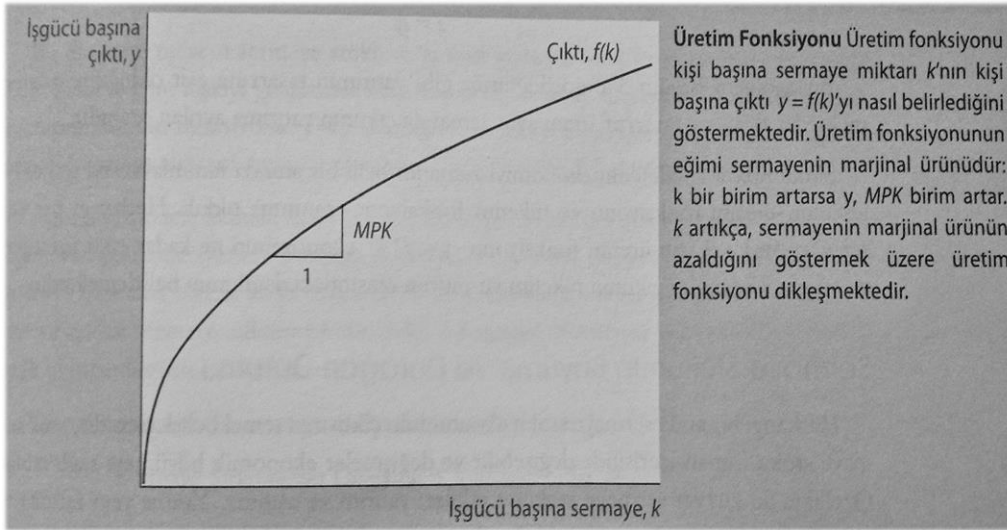 İşgücü başına
çıktı, y
Çıktı, f(k)
MPK
1
İşgücü başına sermaye, k
Üretim Fonksiyonu Üretim fonksiyonu
kişi başına sermaye miktarı k'nın kişi
başına çıktı y = f(k)'yı nasıl belirlediğini
göstermektedir. Üretim fonksiyonunun
eğimi sermayenin marjinal ürünüdür:
k bir birim artarsa y, MPK birim artar.
k artıkça, sermayenin marjinal ürünün
azaldığını göstermek üzere üretim
fonksiyonu dikleşmektedir.